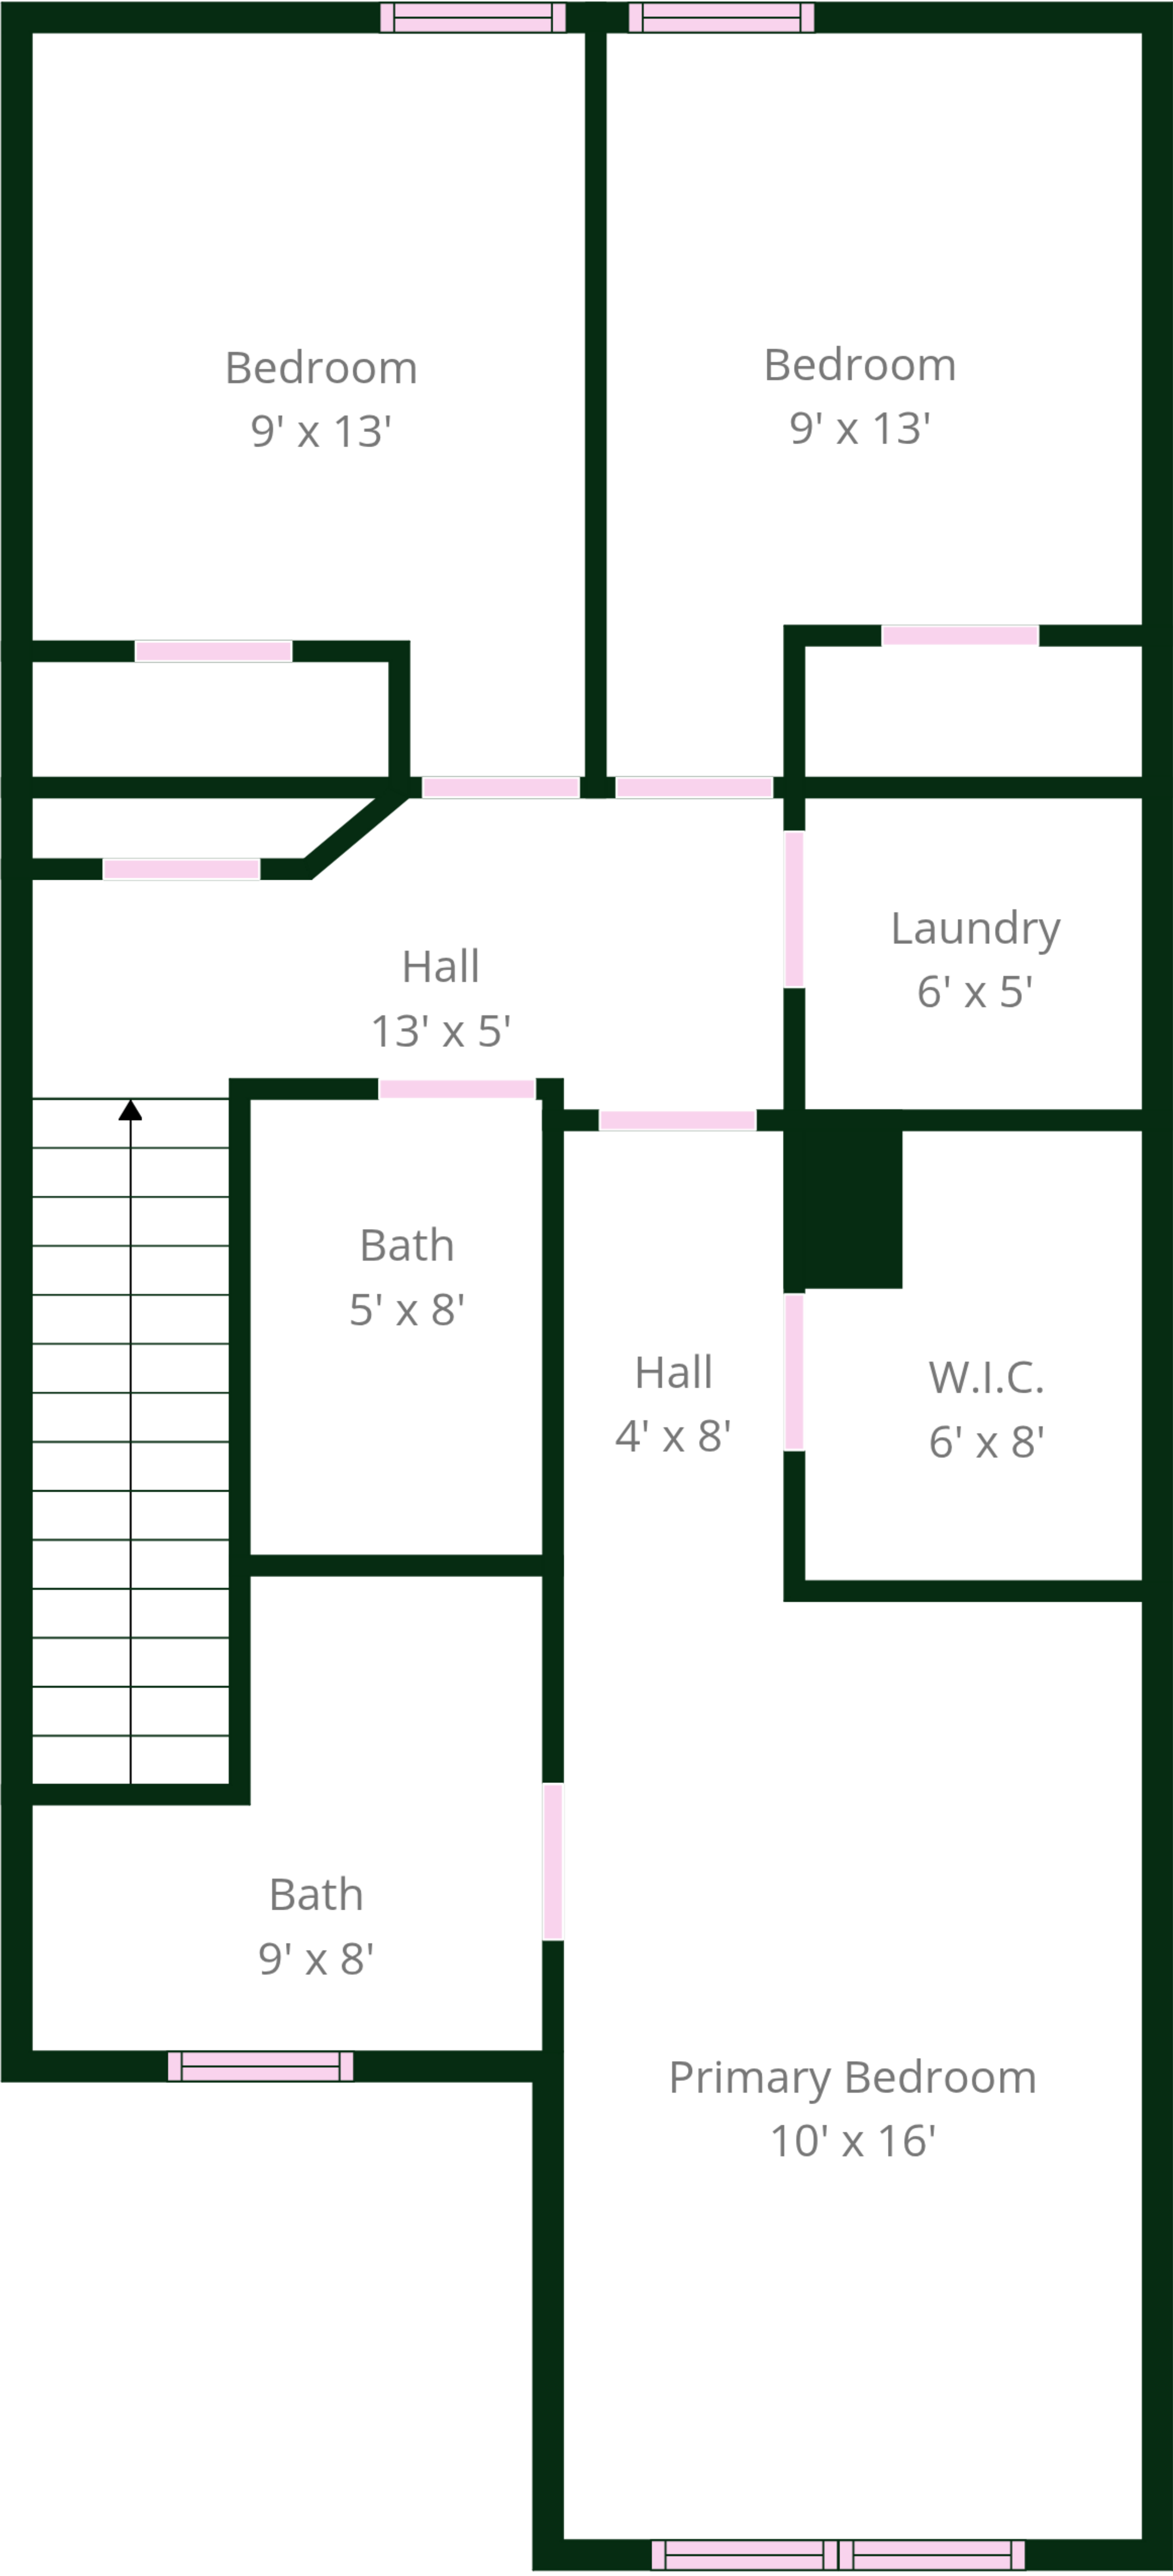 Bedroom
9' x 13'
Bedroom
9' x 13'
Laundry
6' x 5'
Hall
13' x 5'
Bath
5' x 8'
Hall
4' x 8'
W.I.C.
6' x 8'
Bath
9' x 8'
Primary Bedroom
10' x 16'